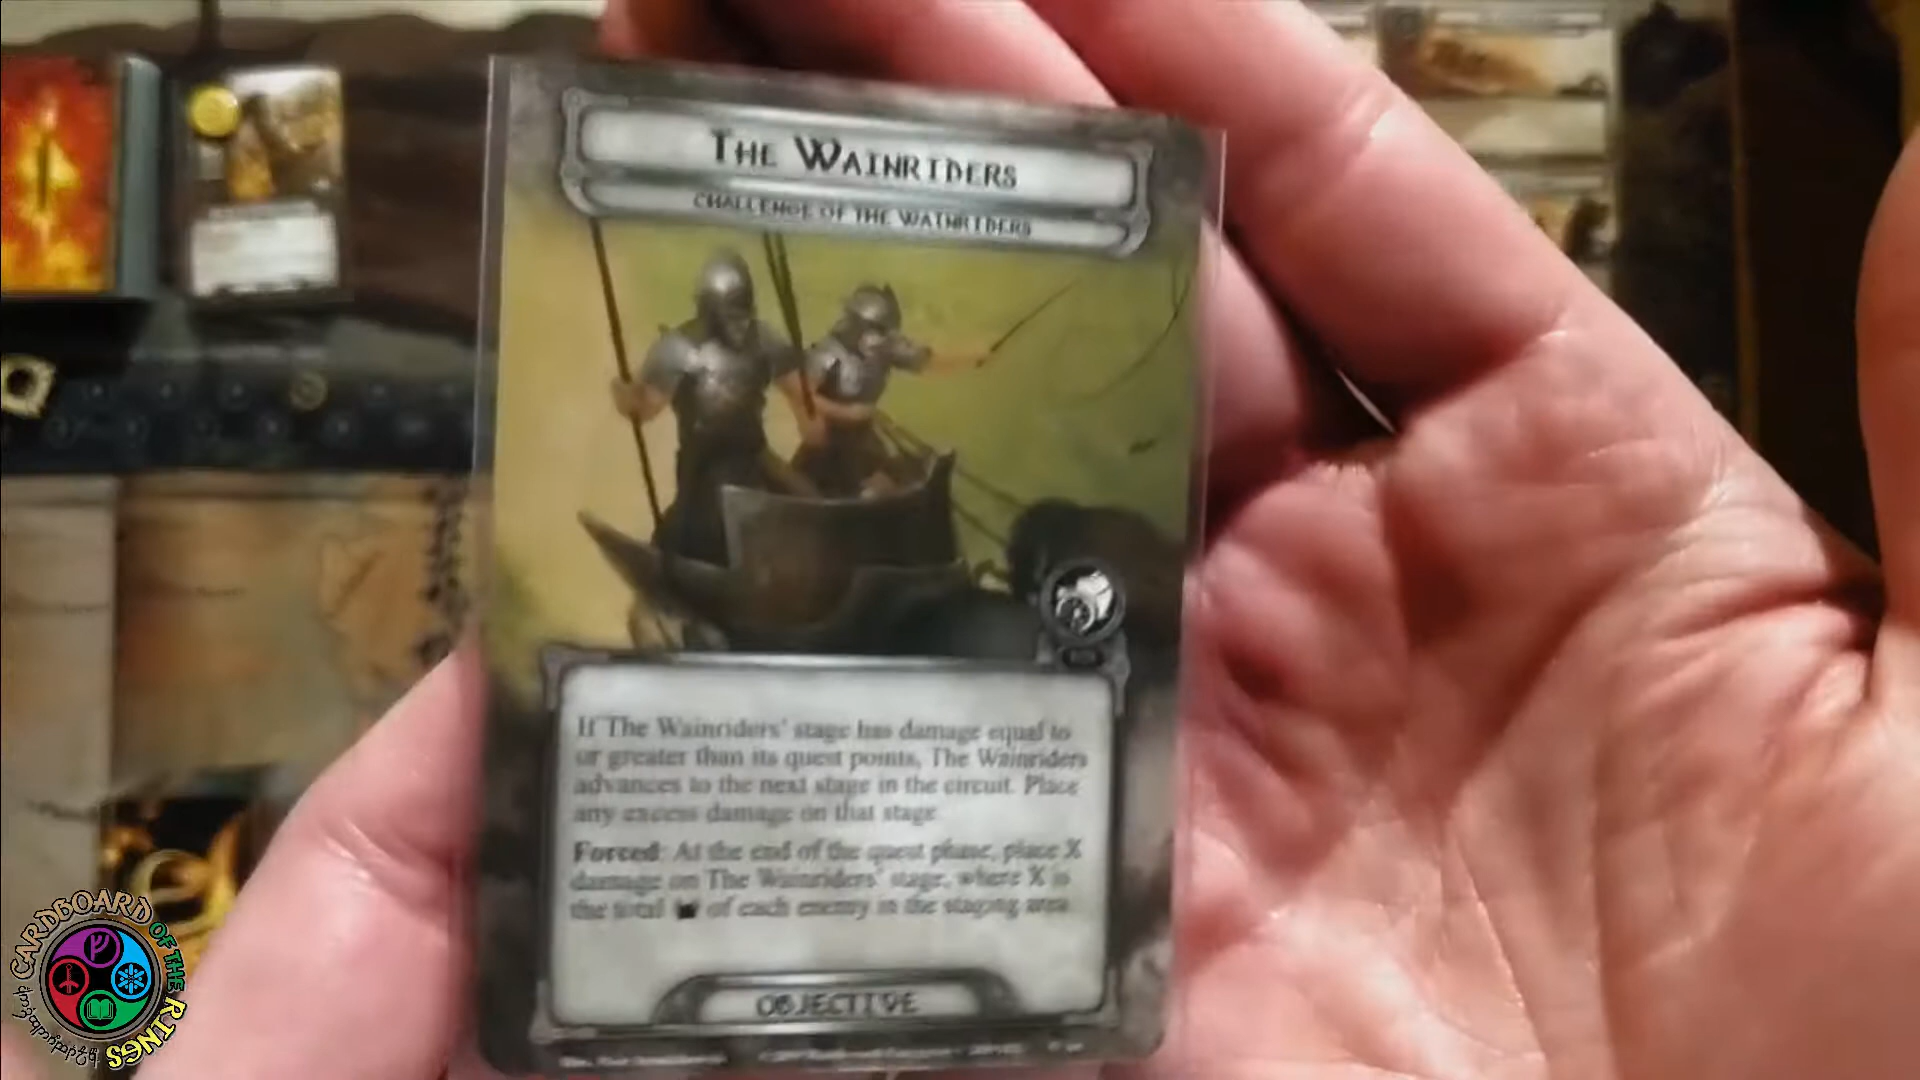 THE WAINRIDERS
CHALLENGE OF THE WAINRIDERS
If The Wainriders' stage has damage equal to
or greater than its quest points, The Wainriders
advances to the next stage in the circuit. Place
any excess damage on that stage.
Forced: At the end of the quest phase, place X
damage on The Wainriders' stage, where X is
the total of each enemy in the staging area.
OBJECTIVE
CARDBOARD OF THE RINGS